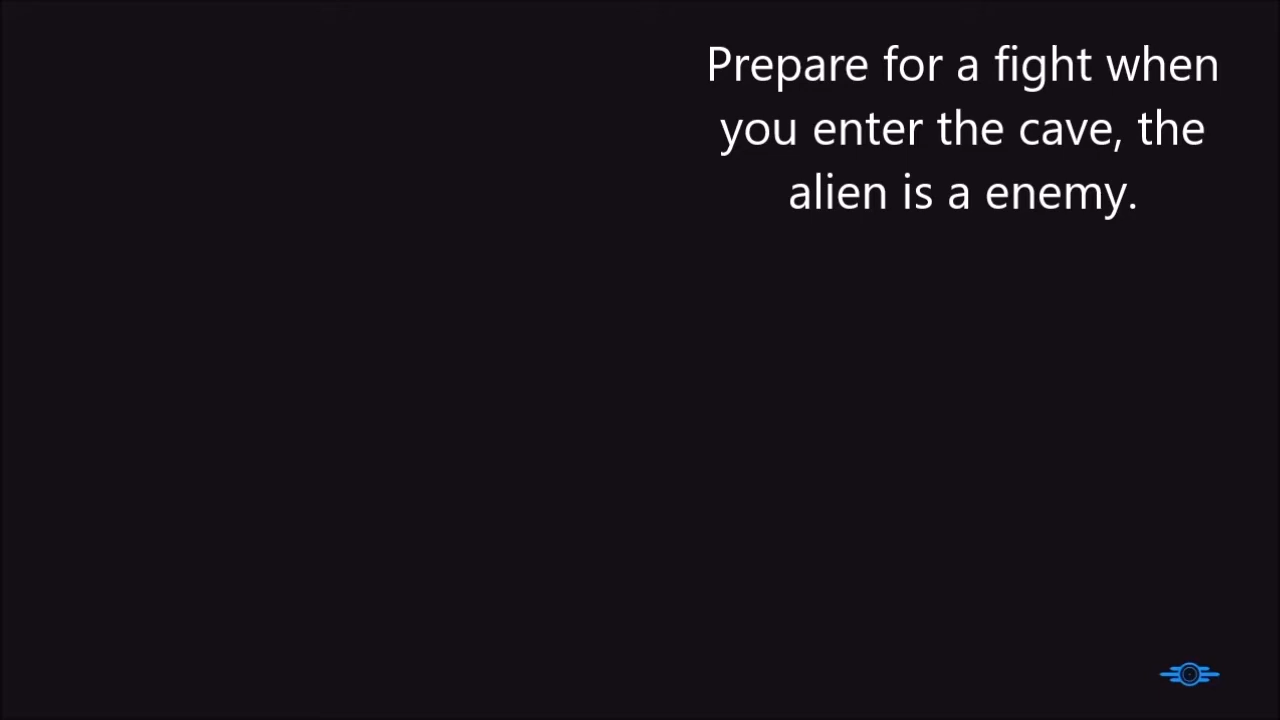 Prepare for a fight when
you enter the cave, the
alien is a enemy.